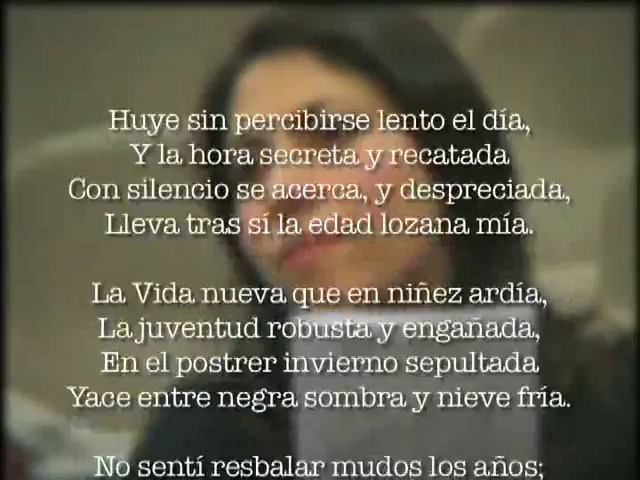 Huye sin percibirse lento el día,
Y la hora secreta y recatada
Con silencio se acerca, y despreciada,
Lleva tras sí la edad lozana mía.
La Vida nueva que en niñez ardía,
La juventud robusta y engañada,
En el postrer invierno sepultada
Yace entre negra sombra y nieve fría.
No sentí resbalar mudos los años;